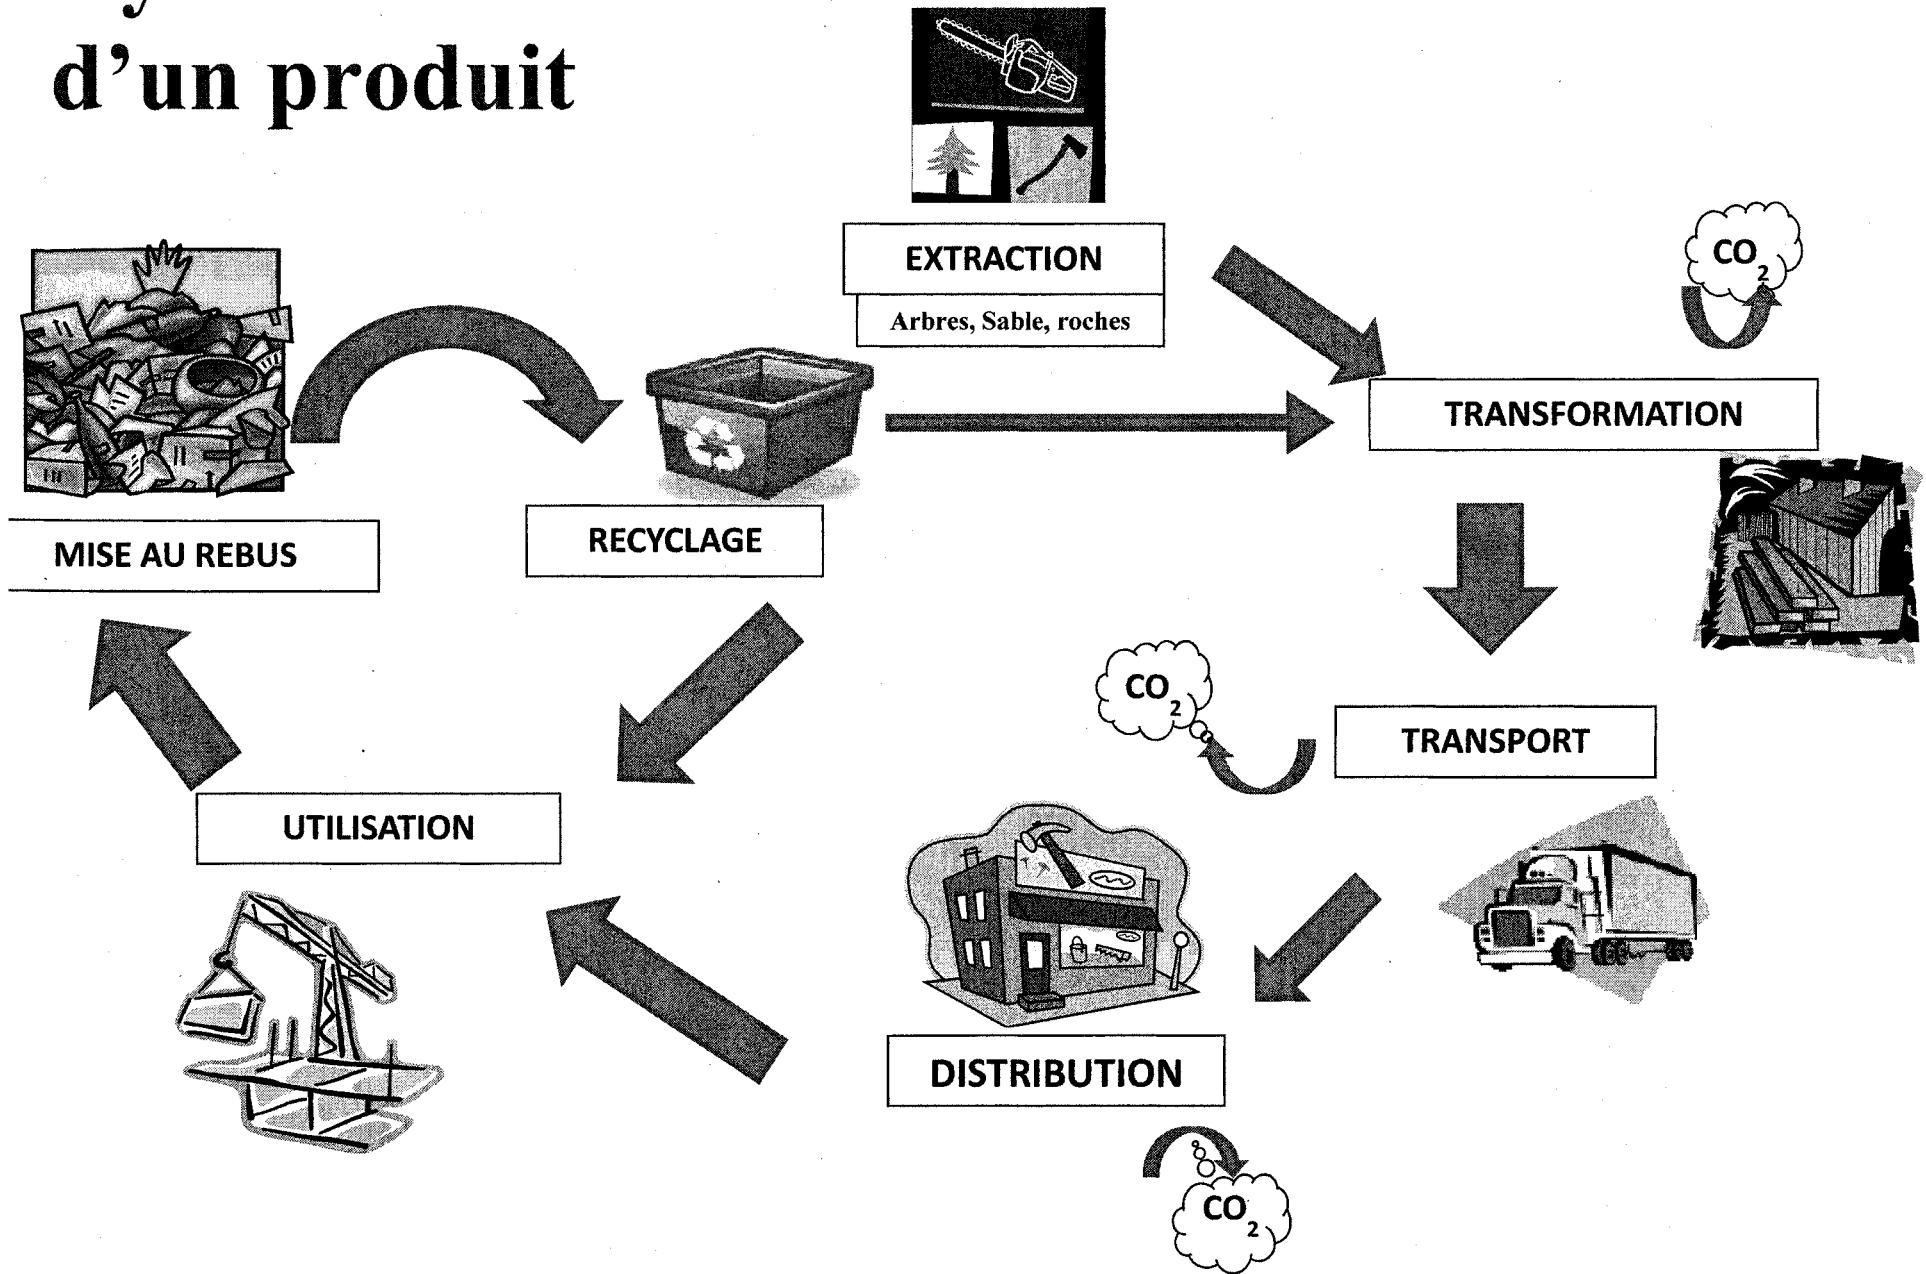 d’un produit
EXTRACTION
Arbres, Sable, roches
CO2
TRANSFORMATION
MISE AU REBUS
RECYCLAGE
CO2
TRANSPORT
UTILISATION
DISTRIBUTION
CO2